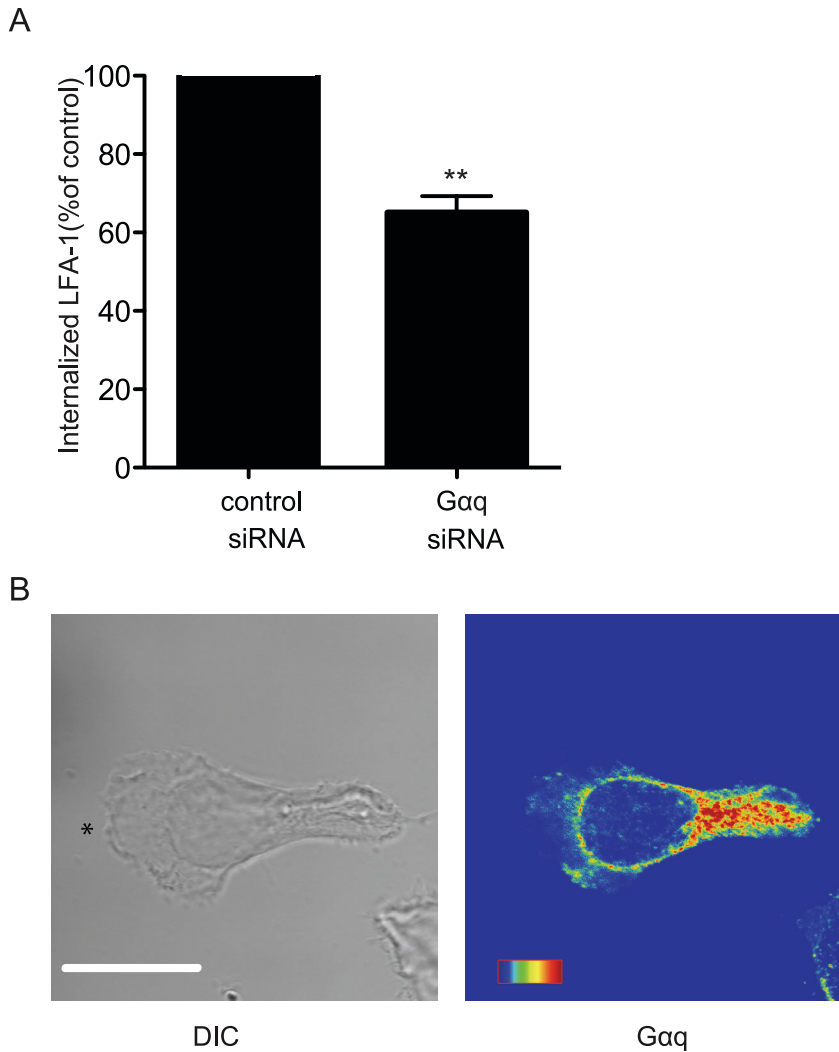 A
Internalized LFA-1(%of control)
100
80
60
40
20
0
**
control
siRNA
Gαq
siRNA
B
*
DIC
Gαq